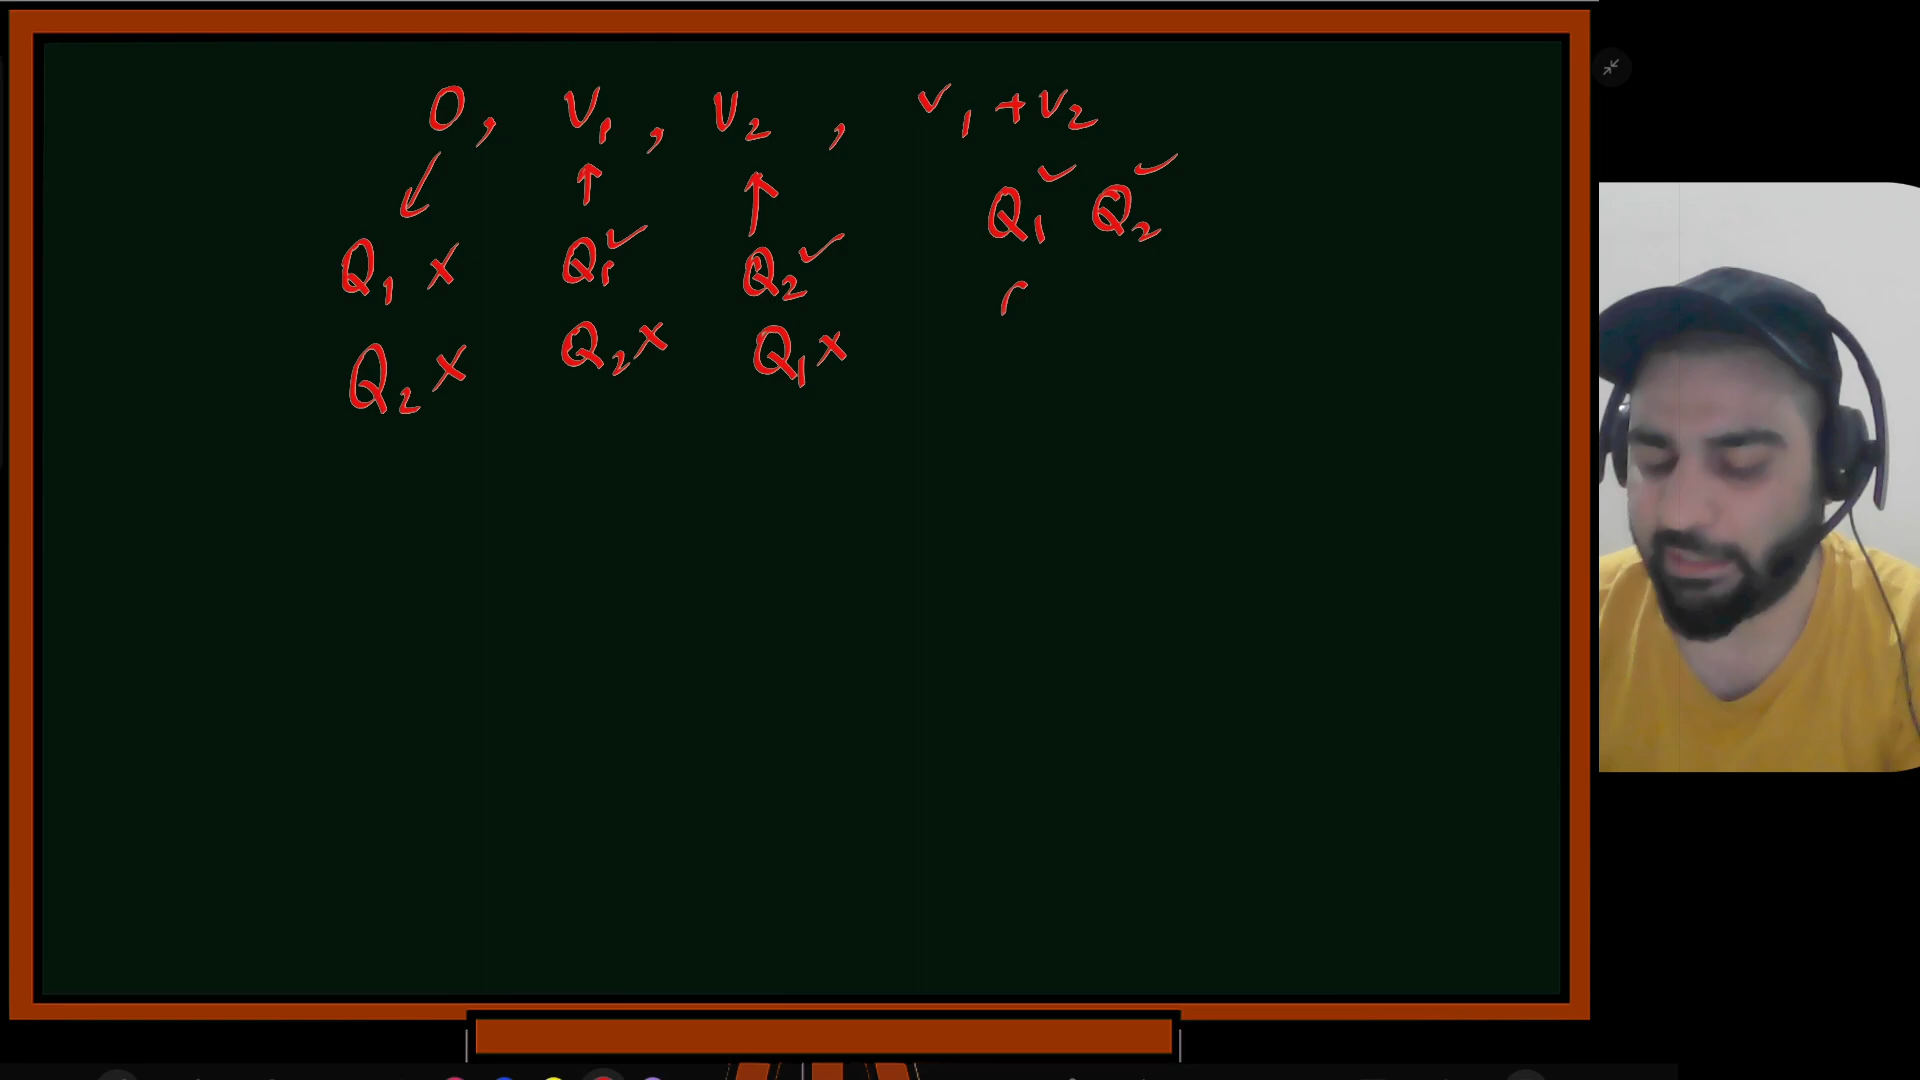 0, V₁, V₂, v₁ + v₂
↙ ↑ ↑ Q₁ ✓ Q₂ ✓
Q₁ × Q₁ ✓ Q₂ ✓
Q₂ × Q₂ × Q₁ ×